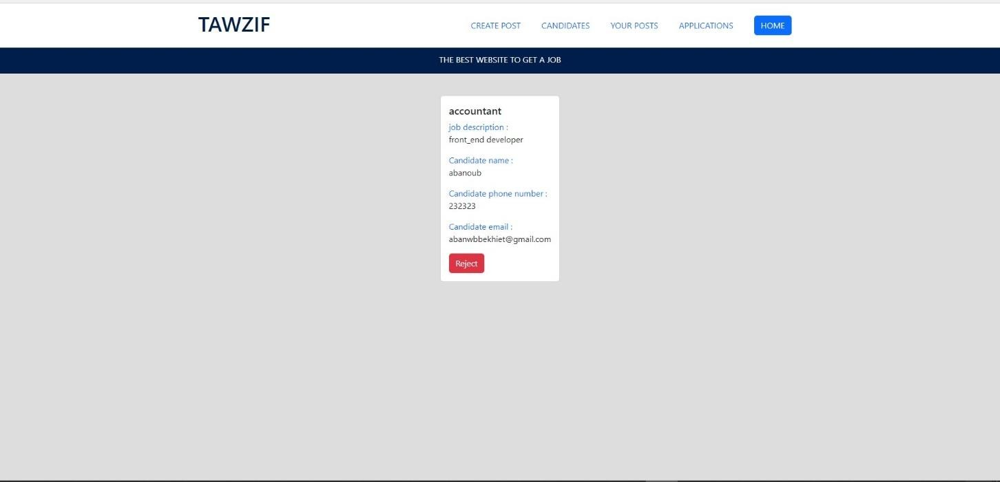 TAWZIF
CREATE POST
CANDIDATES
YOUR POSTS
APPLICATIONS
HOME
THE BEST WEBSITE TO GET A JOB
accountant
job description :
front_end developer
Candidate name :
abanoub
Candidate phone number :
232323
Candidate email :
abanwbbekhiet@gmail.com
Reject